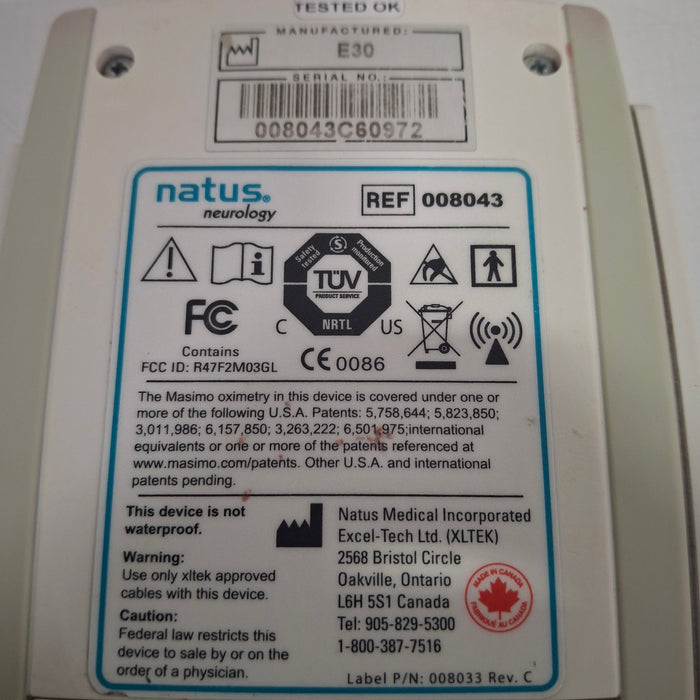 TESTED OK
MANUFACTURED:
E30
SERIAL NO.:
008043C60972
natus®
neurology
REF 008043
Safety tested
S
Production monitored
TÜV
PRODUCT SERVICE
C NRTL US
FC
Contains
FCC ID: R47F2M03GL
CE 0086
The Masimo oximetry in this device is covered under one or
more of the following U.S.A. Patents: 5,758,644; 5,823,850;
3,011,986; 6,157,850; 3,263,222; 6,501,975;international
equivalents or one or more of the patents referenced at
www.masimo.com/patents. Other U.S.A. and international
patents pending.
This device is not
waterproof.
Warning:
Use only xltek approved
cables with this device.
Caution:
Federal law restricts this
device to sale by or on the
order of a physician.
Natus Medical Incorporated
Excel-Tech Ltd. (XLTEK)
2568 Bristol Circle
Oakville, Ontario
L6H 5S1 Canada
Tel: 905-829-5300
1-800-387-7516
MADE IN CANADA
FABRIQUÉ AU CANADA
Label P/N: 008033 Rev. C